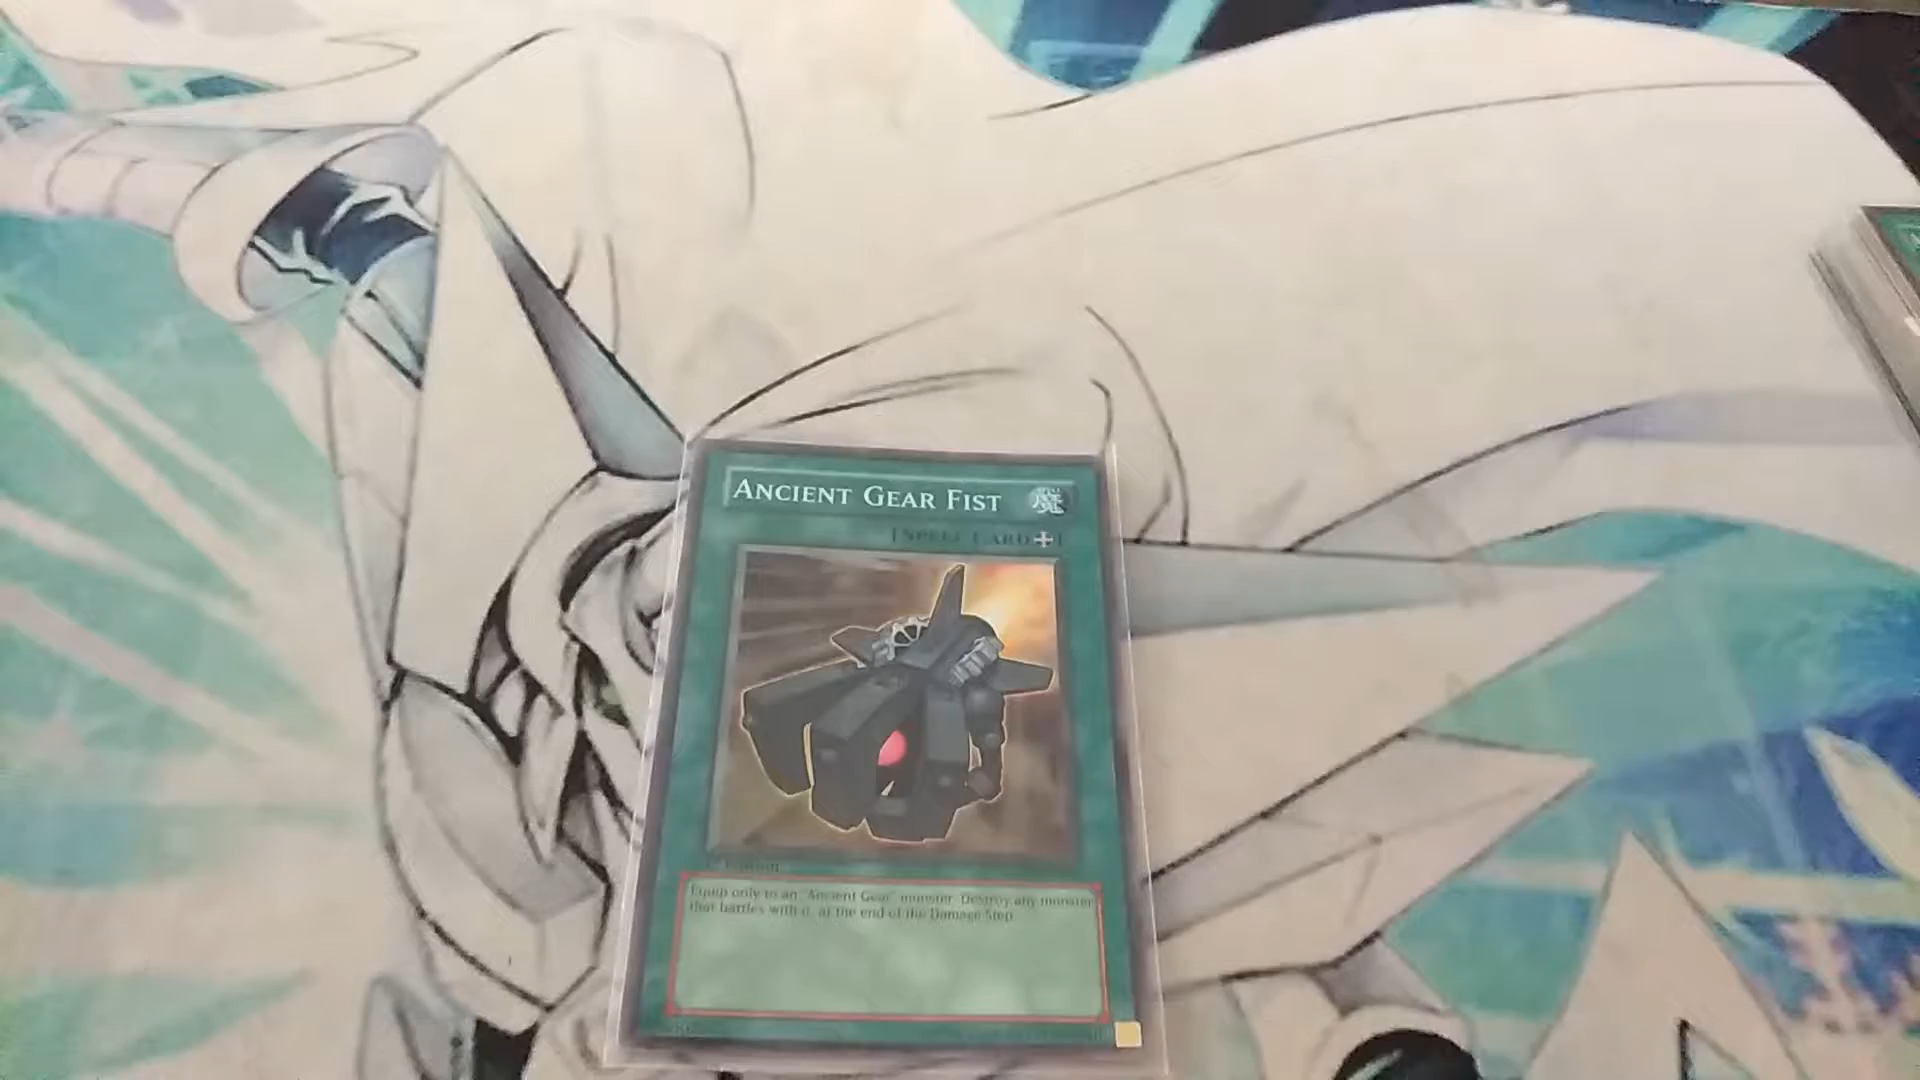 ANCIENT GEAR FIST
魔
[SPELL CARD ]
Equip only to an "Ancient Gear" monster. Destroy any monster
that battles with it, at the end of the Damage Step.